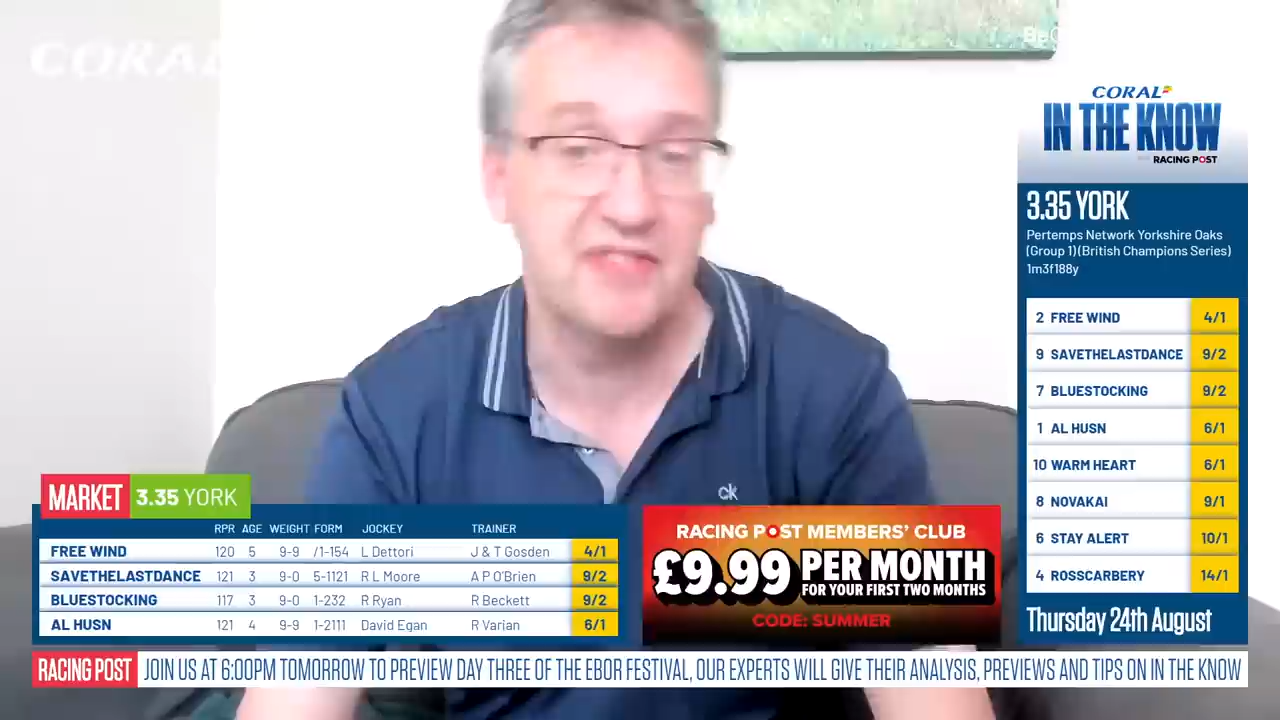 CORAL
Be
CORAL
IN THE KNOW
RACING POST
3.35 YORK
Pertemps Network Yorkshire Oaks
(Group 1)(British Champions Series)
1m3f188y
2 FREE WIND 4/1
9 SAVETHELASTDANCE 9/2
7 BLUESTOCKING 9/2
1 AL HUSN 6/1
10 WARM HEART 6/1
8 NOVAKAI 9/1
6 STAY ALERT 10/1
4 ROSSCARBERY 14/1
Thursday 24th August
ck
MARKET 3.35 YORK
RPR AGE WEIGHT FORM JOCKEY TRAINER
FREE WIND 120 5 9-9 /1-154 L Dettori J & T Gosden 4/1
SAVETHELASTDANCE 121 3 9-0 5-1121 R L Moore A P O'Brien 9/2
BLUESTOCKING 117 3 9-0 1-232 R Ryan R Beckett 9/2
AL HUSN 121 4 9-9 1-2111 David Egan R Varian 6/1
RACING POST MEMBERS' CLUB
£9.99 PER MONTH
FOR YOUR FIRST TWO MONTHS
CODE: SUMMER
RACING POST JOIN US AT 6:00PM TOMORROW TO PREVIEW DAY THREE OF THE EBOR FESTIVAL, OUR EXPERTS WILL GIVE THEIR ANALYSIS, PREVIEWS AND TIPS ON IN THE KNOW